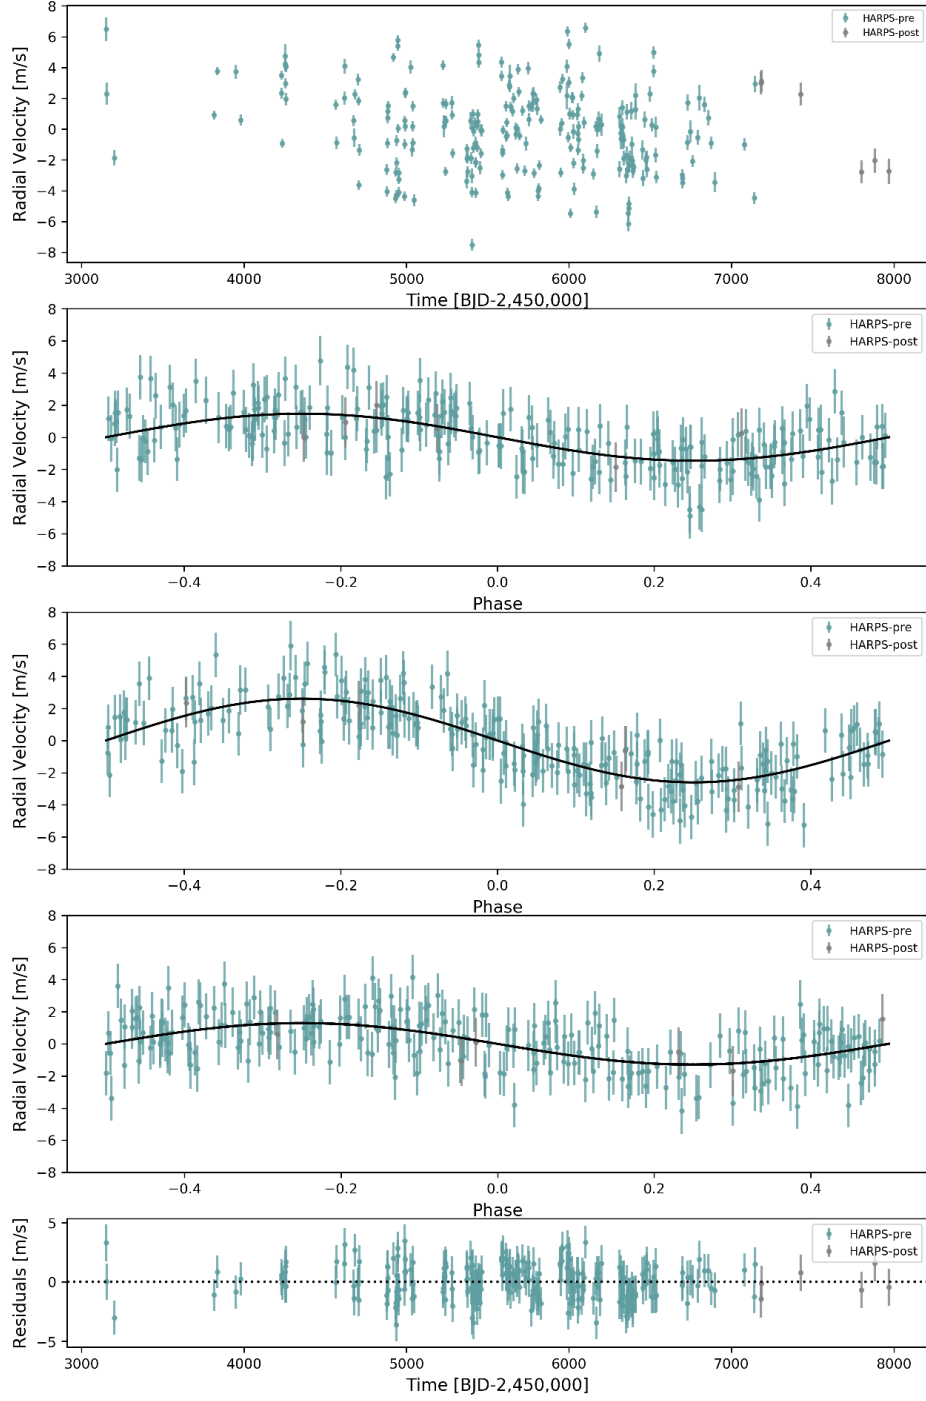 8
6
4
2
0
−2
−4
−6
−8
Radial Velocity [m/s]
HARPS-pre
HARPS-post
3000 4000 5000 6000 7000 8000
Time [BJD-2,450,000]
8
6
4
2
0
−2
−4
−6
−8
Radial Velocity [m/s]
HARPS-pre
HARPS-post
−0.4 −0.2 0.0 0.2 0.4
Phase
8
6
4
2
0
−2
−4
−6
−8
Radial Velocity [m/s]
HARPS-pre
HARPS-post
−0.4 −0.2 0.0 0.2 0.4
Phase
8
6
4
2
0
−2
−4
−6
−8
Radial Velocity [m/s]
HARPS-pre
HARPS-post
−0.4 −0.2 0.0 0.2 0.4
Phase
5
0
−5
Residuals [m/s]
HARPS-pre
HARPS-post
3000 4000 5000 6000 7000 8000
Time [BJD-2,450,000]